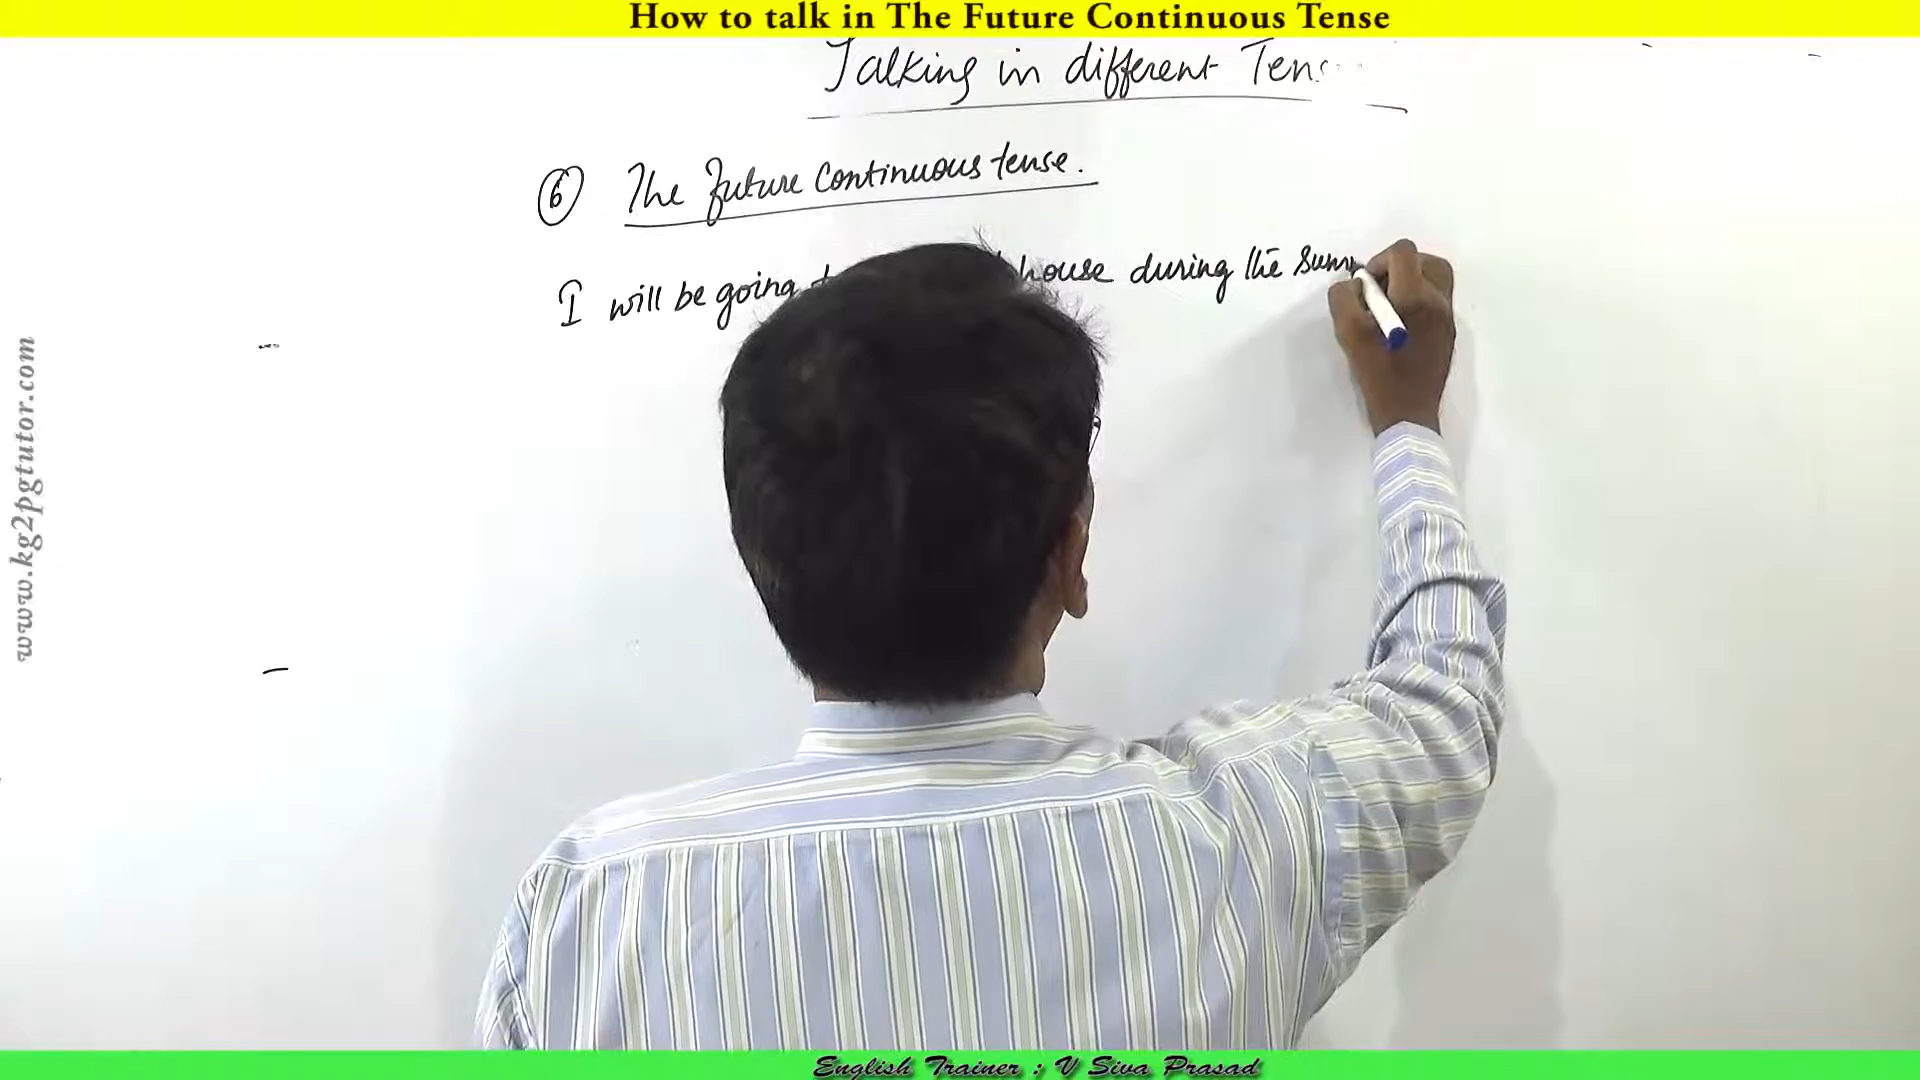 How to talk in The Future Continuous Tense
Talking in different Tens
6 The Future Continuous tense.
I will be going house during the summ
www.kg2pgtutor.com
English Trainer : V Siva Prasad